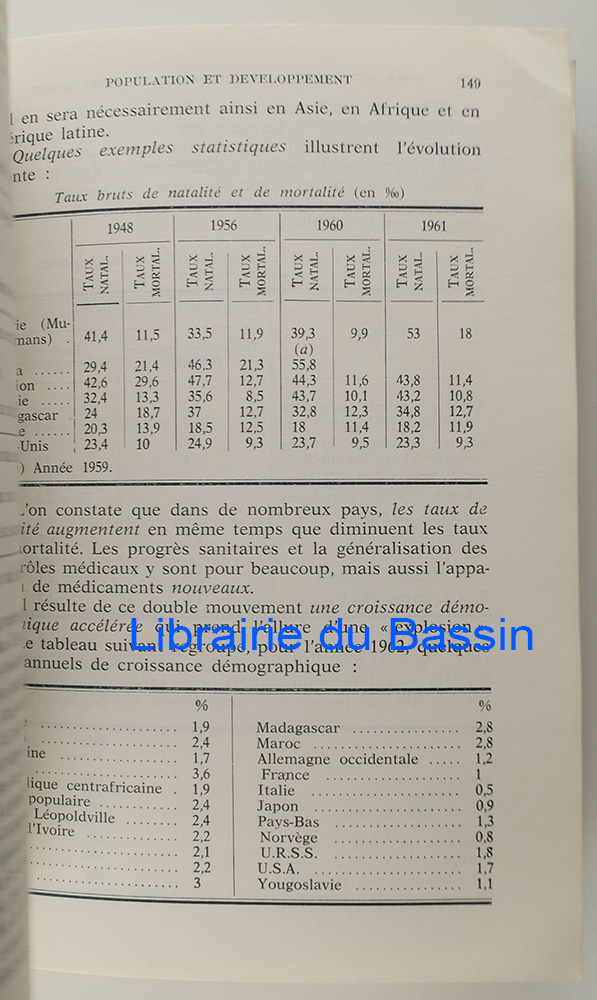 POPULATION ET DEVELOPPEMENT 149
l en sera nécessairement ainsi en Asie, en Afrique et en
érique latine.
Quelques exemples statistiques illustrent l'évolution
nte :
Taux bruts de natalité et de mortalité (en ‰)
1948 1956 1960 1961
TAUX NATAL. TAUX MORTAL. TAUX NATAL. TAUX MORTAL. TAUX NATAL. TAUX MORTAL. TAUX NATAL. TAUX MORTAL.
ie (Mu-
mans) . 41,4 11,5 33,5 11,9 39,3 9,9 53 18
(a)
a ...... 29,4 21,4 46,3 21,3 55,8
ion .... 42,6 29,6 47,7 12,7 44,3 11,6 43,8 11,4
ie ..... 32,4 13,3 35,6 8,5 43,7 10,1 43,2 10,8
gascar . 24 18,7 37 12,7 32,8 12,3 34,8 12,7
e ...... 20,3 13,9 18,5 12,5 18 11,4 18,2 11,9
-Unis 23,4 10 24,9 9,3 23,7 9,5 23,3 9,3
) Année 1959.
L'on constate que dans de nombreux pays, les taux de
ité augmentent en même temps que diminuent les taux
ortalité. Les progrès sanitaires et la généralisation des
rôles médicaux y sont pour beaucoup, mais aussi l'appa-
n de médicaments nouveaux.
l résulte de ce double mouvement une croissance démo-
nique accélérée qui prend l'allure d'une « explosion ».
Librairie du Bassin
e tableau suivant regroupe, pour l'année 1962, quelques
annuels de croissance démographique :
% %
................... 1,9 Madagascar ............... 2,8
................... 2,4 Maroc ................... 2,8
ine ................ 1,7 Allemagne occidentale ..... 1,2
................... 3,6 France ................... 1
lique centrafricaine . 1,9 Italie ................... 0,5
populaire ........... 2,4 Japon ................... 0,9
Léopoldville ........ 2,4 Pays-Bas ................ 1,3
d'Ivoire ............ 2,2 Norvège ................. 0,8
................... 2,1 U.R.S.S. ................ 1,8
................... 2,2 U.S.A. .................. 1,7
................... 3 Yougoslavie .............. 1,1